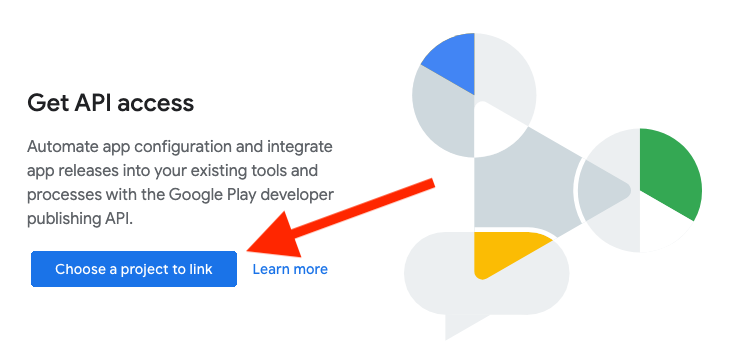 Get API access
Automate app configuration and integrate
app releases into your existing tools and
processes with the Google Play developer
publishing API.
Choose a project to link
Learn more